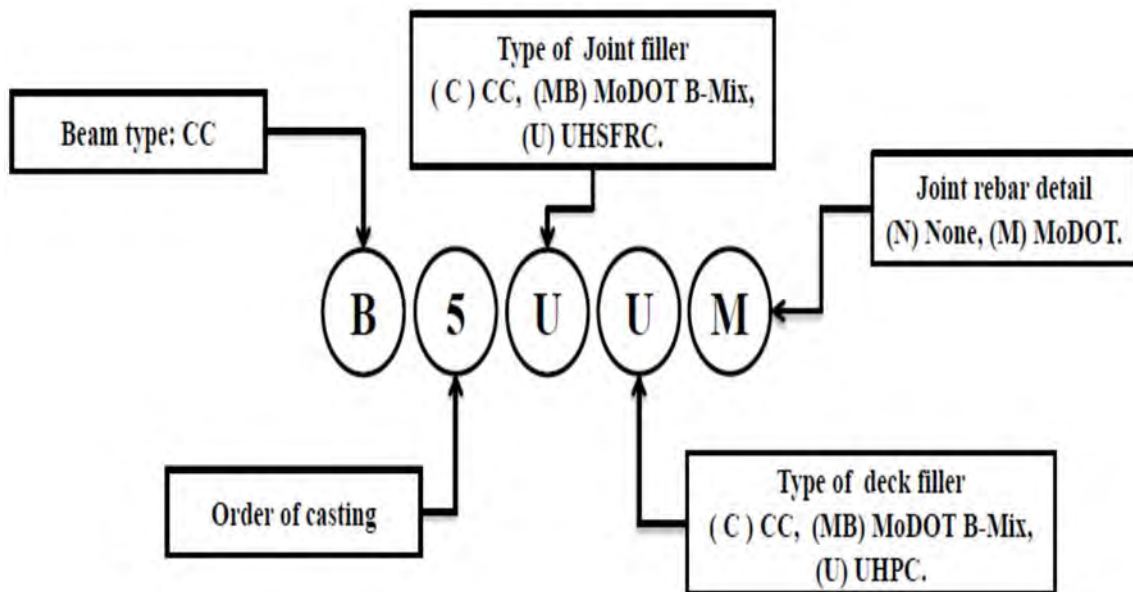 Type of Joint filler
( C ) CC, (MB) MoDOT B-Mix,
(U) UHSFRC.
Beam type: CC
Joint rebar detail
(N) None, (M) MoDOT.
B 5 U U M
Order of casting
Type of deck filler
( C ) CC, (MB) MoDOT B-Mix,
(U) UHPC.